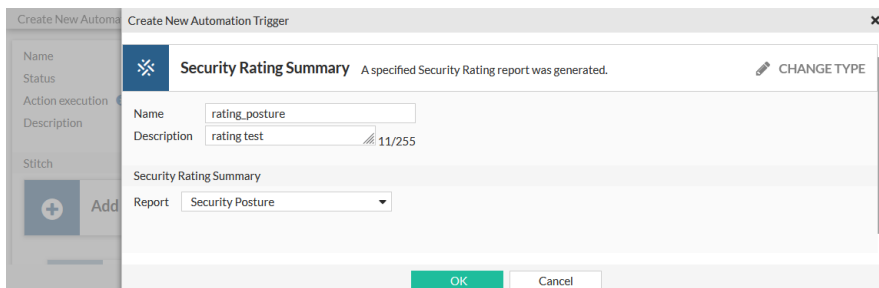 Create New Automa
Create New Automation Trigger
Name
Status
Action execution
Description
Stitch
Add
Security Rating Summary A specified Security Rating report was generated.
CHANGE TYPE
Name rating_posture
Description rating test 11/255
Security Rating Summary
Report Security Posture
OK Cancel